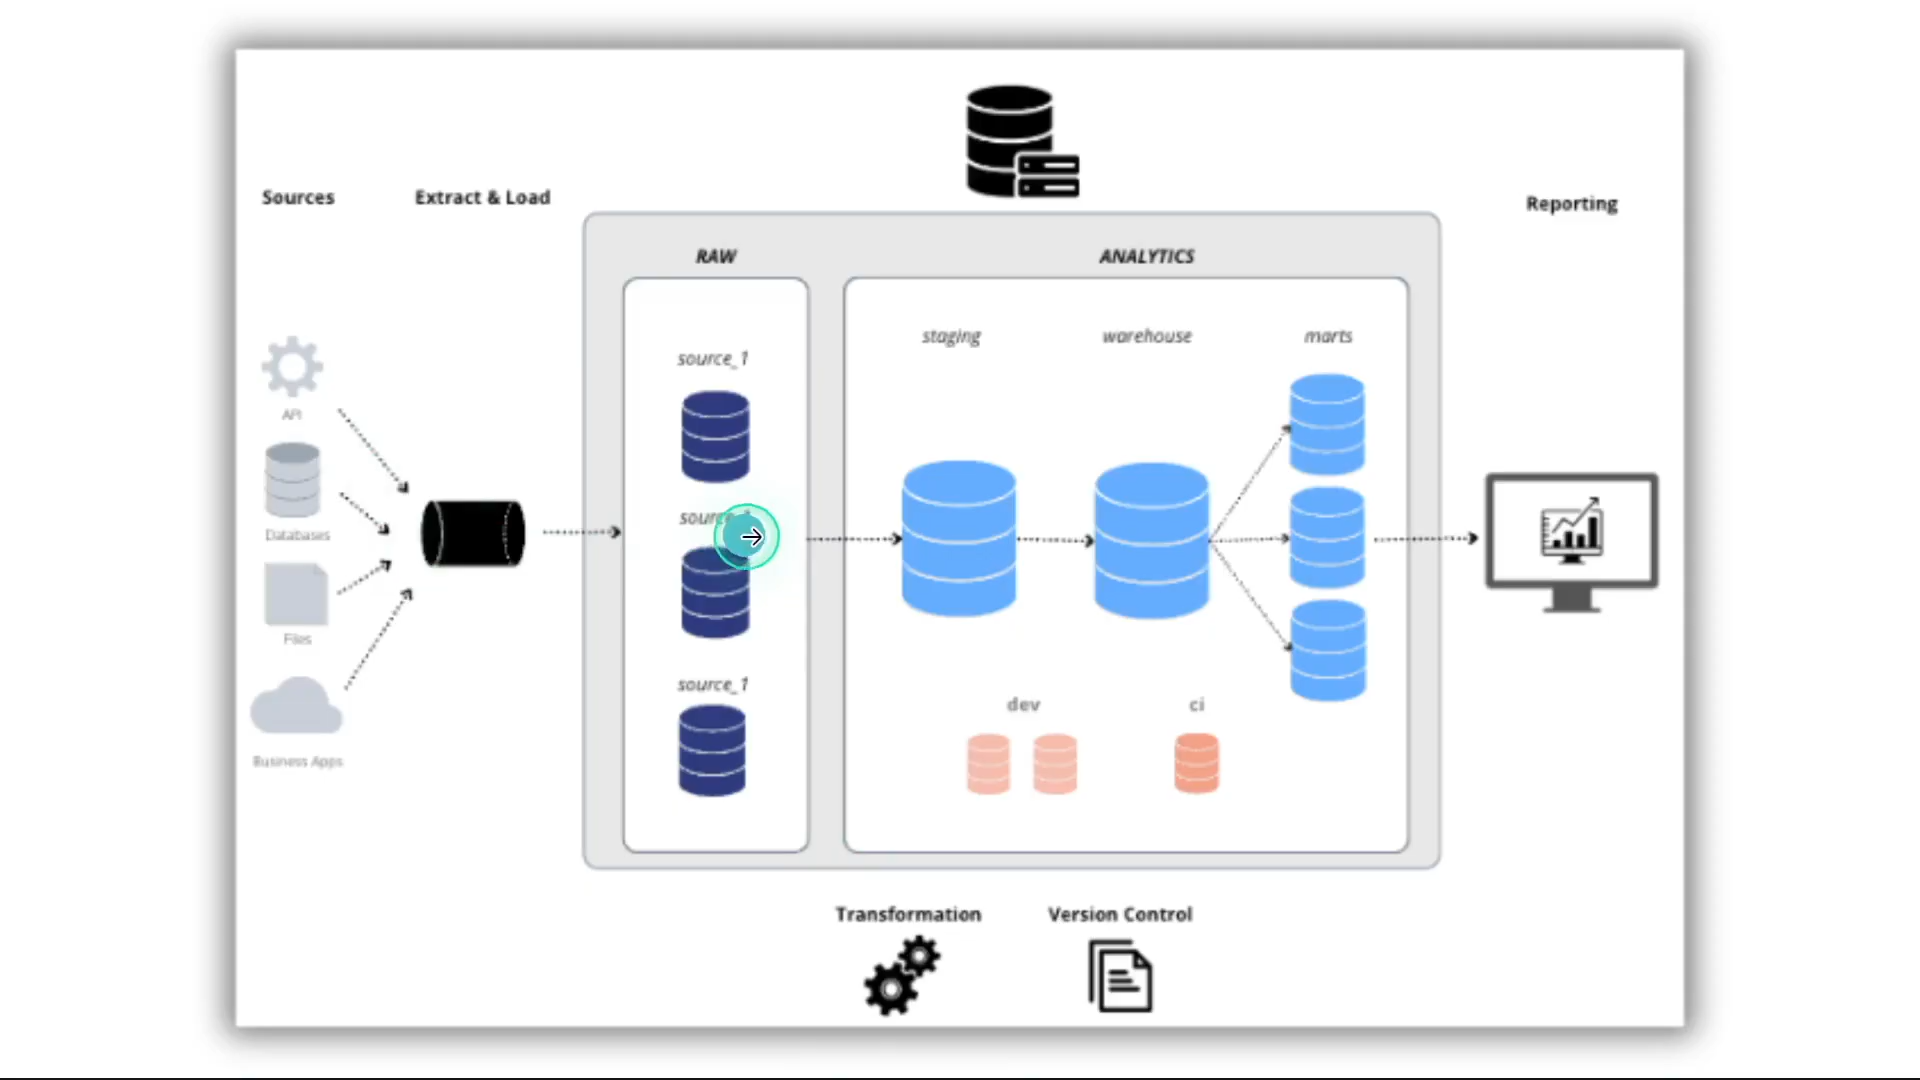 Sources
Extract & Load
Reporting
RAW
ANALYTICS
staging
warehouse
marts
source_1
API
Databases
Files
Business Apps
source_1
dev
ci
Transformation
Version Control